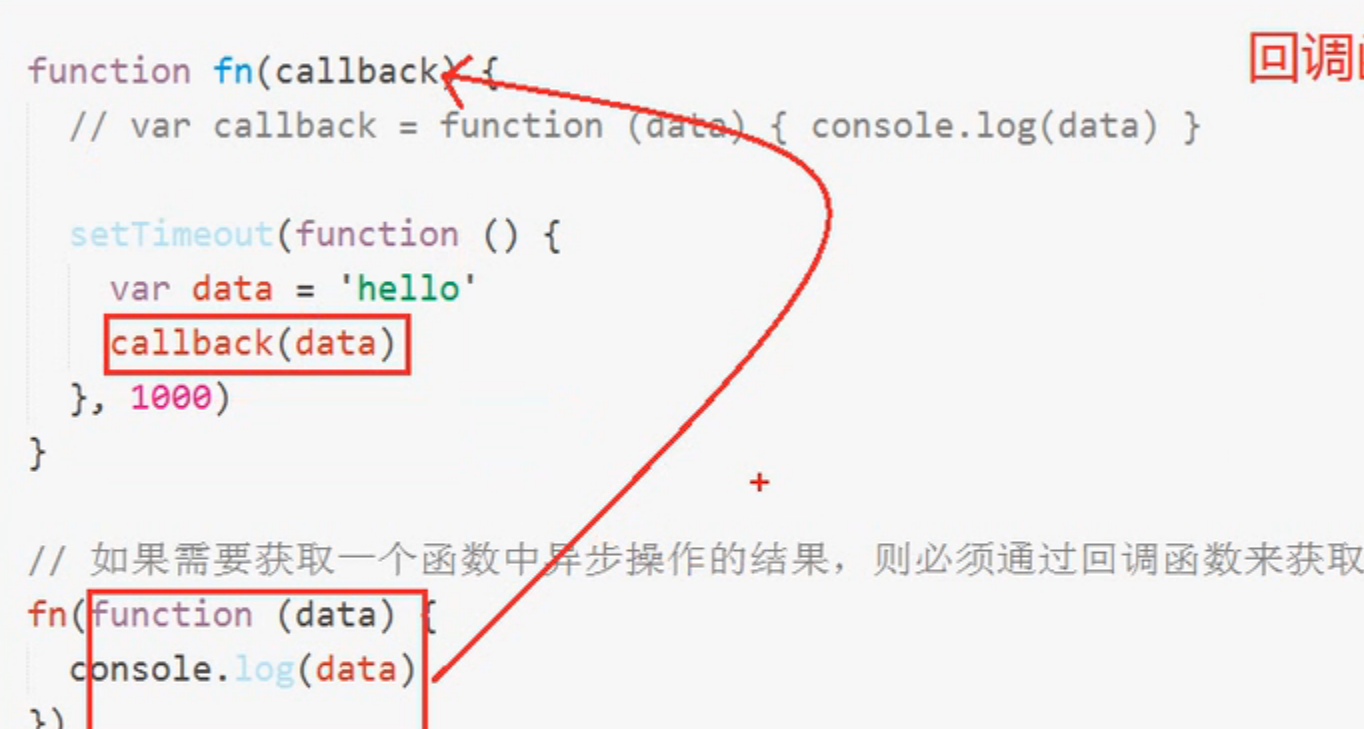 回调
function fn(callback) {
// var callback = function (data) { console.log(data) }
setTimeout(function () {
var data = 'hello'
callback(data)
}, 1000)
}
// 如果需要获取一个函数中异步操作的结果，则必须通过回调函数来获取
fn(function (data) {
console.log(data)
})